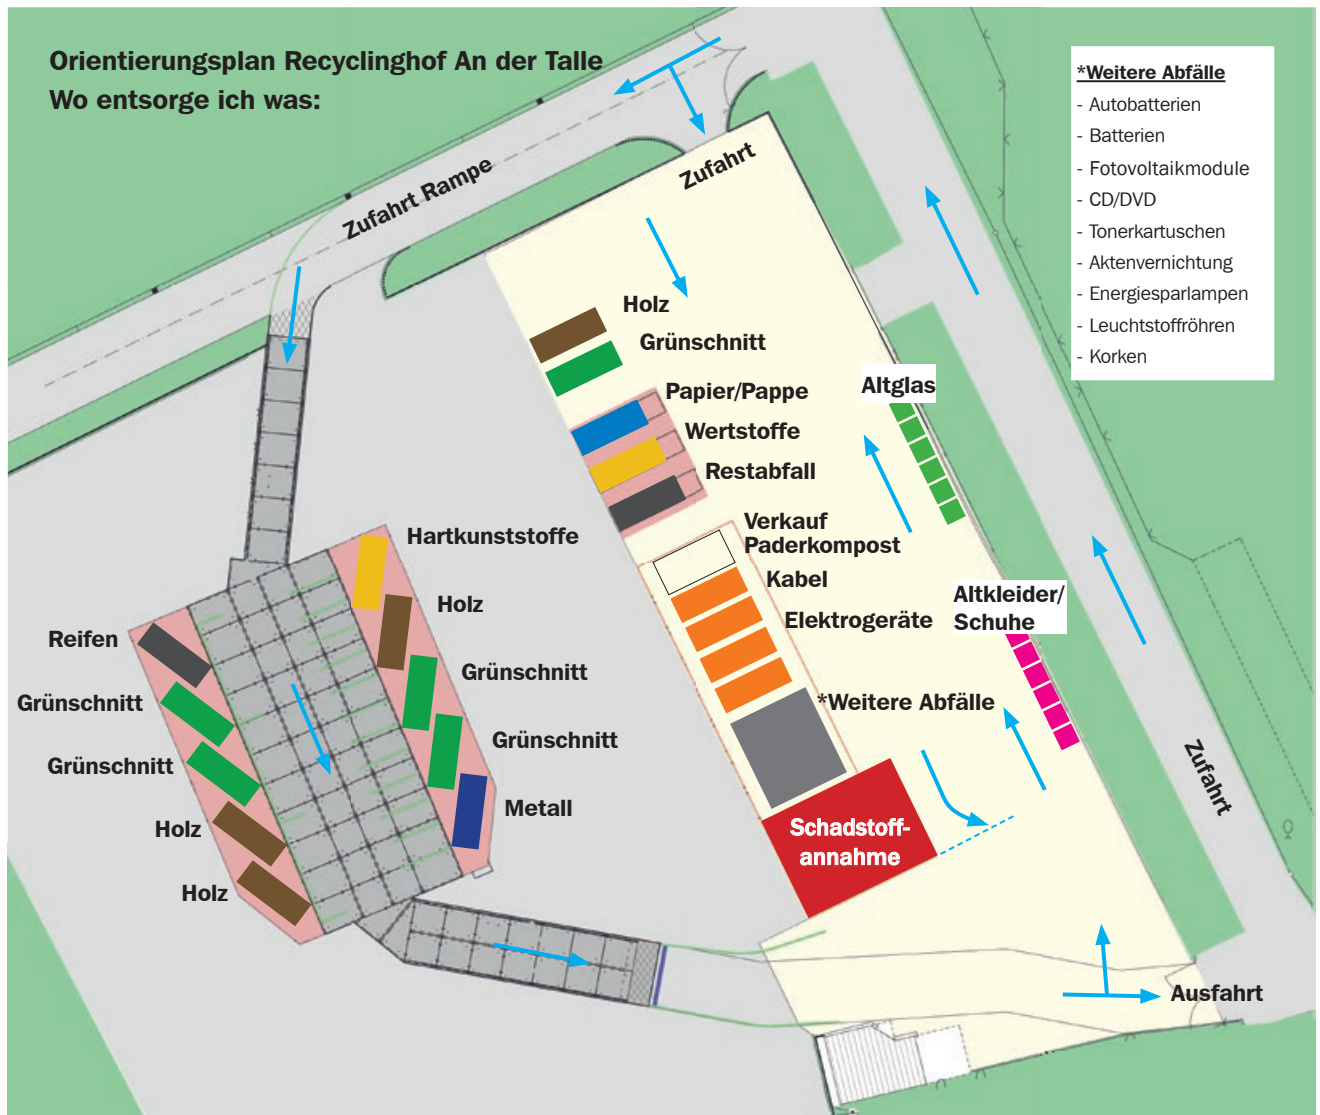 Orientierungsplan Recyclinghof An der Talle
Wo entsorge ich was:
*Weitere Abfälle
- Autobatterien
- Batterien
- Fotovoltaikmodule
- CD/DVD
- Tonerkartuschen
- Aktenvernichtung
- Energiesparlampen
- Leuchtstoffröhren
- Korken
Zufahrt Rampe
Zufahrt
Holz
Grünschnitt
Papier/Pappe
Wertstoffe
Restabfall
Altglas
Verkauf
Paderkompost
Kabel
Elektrogeräte
Altkleider/
Schuhe
*Weitere Abfälle
Schadstoff-
annahme
Zufahrt
Ausfahrt
Hartkunststoffe
Holz
Grünschnitt
Grünschnitt
Metall
Reifen
Grünschnitt
Grünschnitt
Holz
Holz